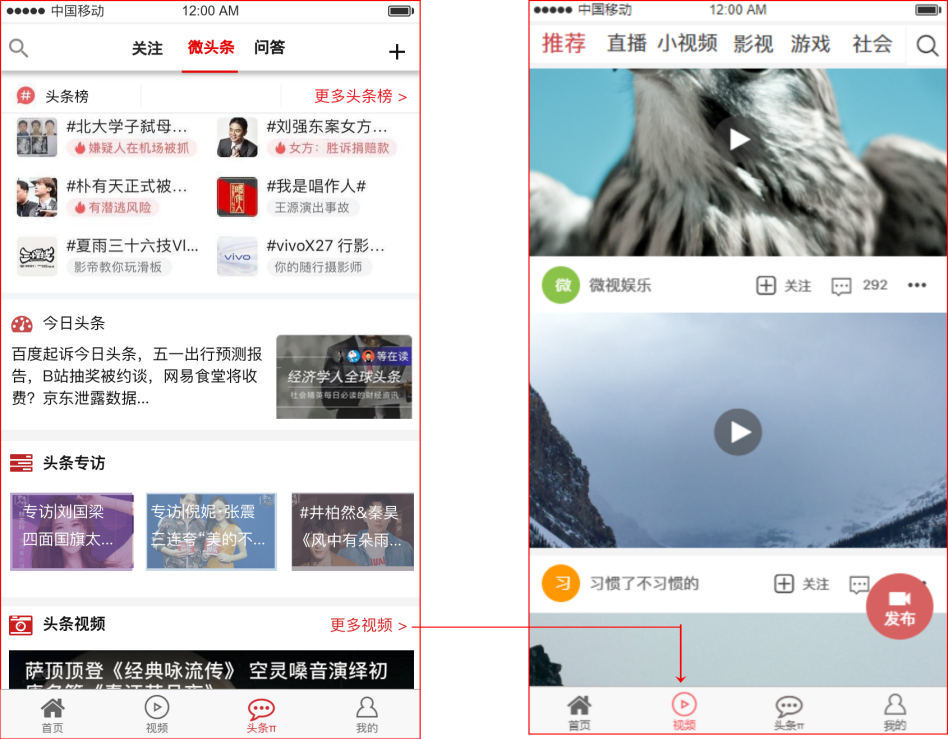 中国移动 12:00 AM
关注 微头条 问答
头条榜 更多头条榜 >
#北大学子弑母...
嫌疑人在机场被抓
#刘强东案女方...
女方：胜诉捐赔款
#朴有天正式被...
有潜逃风险
#我是唱作人#
王源演出事故
#夏雨三十六技VI...
影帝教你玩滑板
#vivoX27 行影...
你的随行摄影师
vivo
今日头条
百度起诉今日头条，五一出行预测报
告，B站抽奖被约谈，网易食堂将收
费？京东泄露数据...
等在读
经济学人全球头条
社会精英每日必读的财经资讯
头条专访
专访|刘国梁
四面国旗太...
专访|倪妮·张震
三连夸“美的不...
#井柏然&秦昊
《风中有朵雨...
头条视频 更多视频 >
萨顶顶登《经典咏流传》 空灵嗓音演绎初
首页 视频 头条π 我的
中国移动 12:00 AM
推荐 直播 小视频 影视 游戏 社会
微 微视娱乐 关注 292
习 习惯了不习惯的 关注
发布
首页 视频 头条π 我的